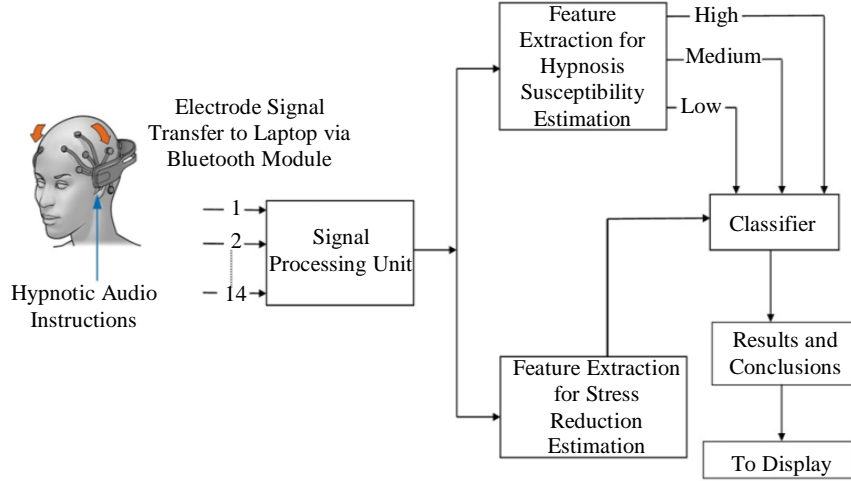 Electrode Signal
Transfer to Laptop via
Bluetooth Module
Hypnotic Audio
Instructions
1
2
14
Signal
Processing Unit
Feature
Extraction for
Hypnosis
Susceptibility
Estimation
High
Medium
Low
Feature Extraction
for Stress
Reduction
Estimation
Classifier
Results and
Conclusions
To Display